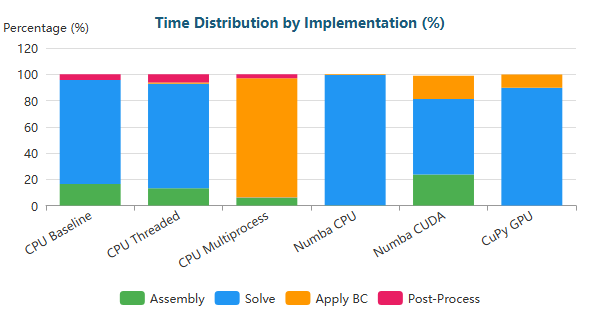 Time Distribution by Implementation (%)
Percentage (%)
120
100
80
60
40
20
0
CPU Baseline
CPU Threaded
CPU Multiprocess
Numba CPU
Numba CUDA
CuPy GPU
Assembly
Solve
Apply BC
Post-Process